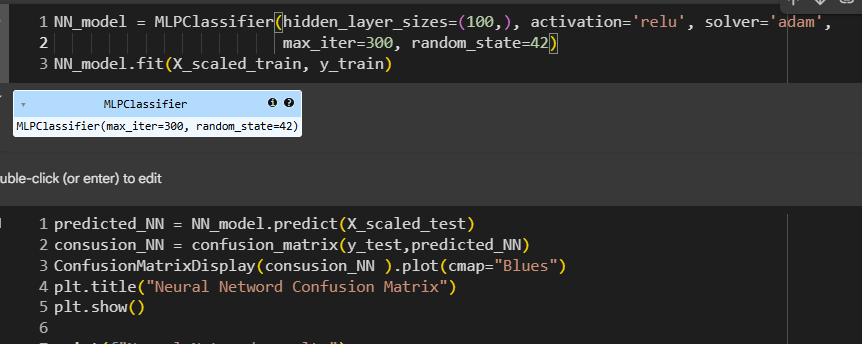 1 NN_model = MLPClassifier(hidden_layer_sizes=(100,), activation='relu', solver='adam',
2 max_iter=300, random_state=42)
3 NN_model.fit(X_scaled_train, y_train)
MLPClassifier
MLPClassifier(max_iter=300, random_state=42)
uble-click (or enter) to edit
1 predicted_NN = NN_model.predict(X_scaled_test)
2 consusion_NN = confusion_matrix(y_test,predicted_NN)
3 ConfusionMatrixDisplay(consusion_NN ).plot(cmap="Blues")
4 plt.title("Neural Netword Confusion Matrix")
5 plt.show()
6